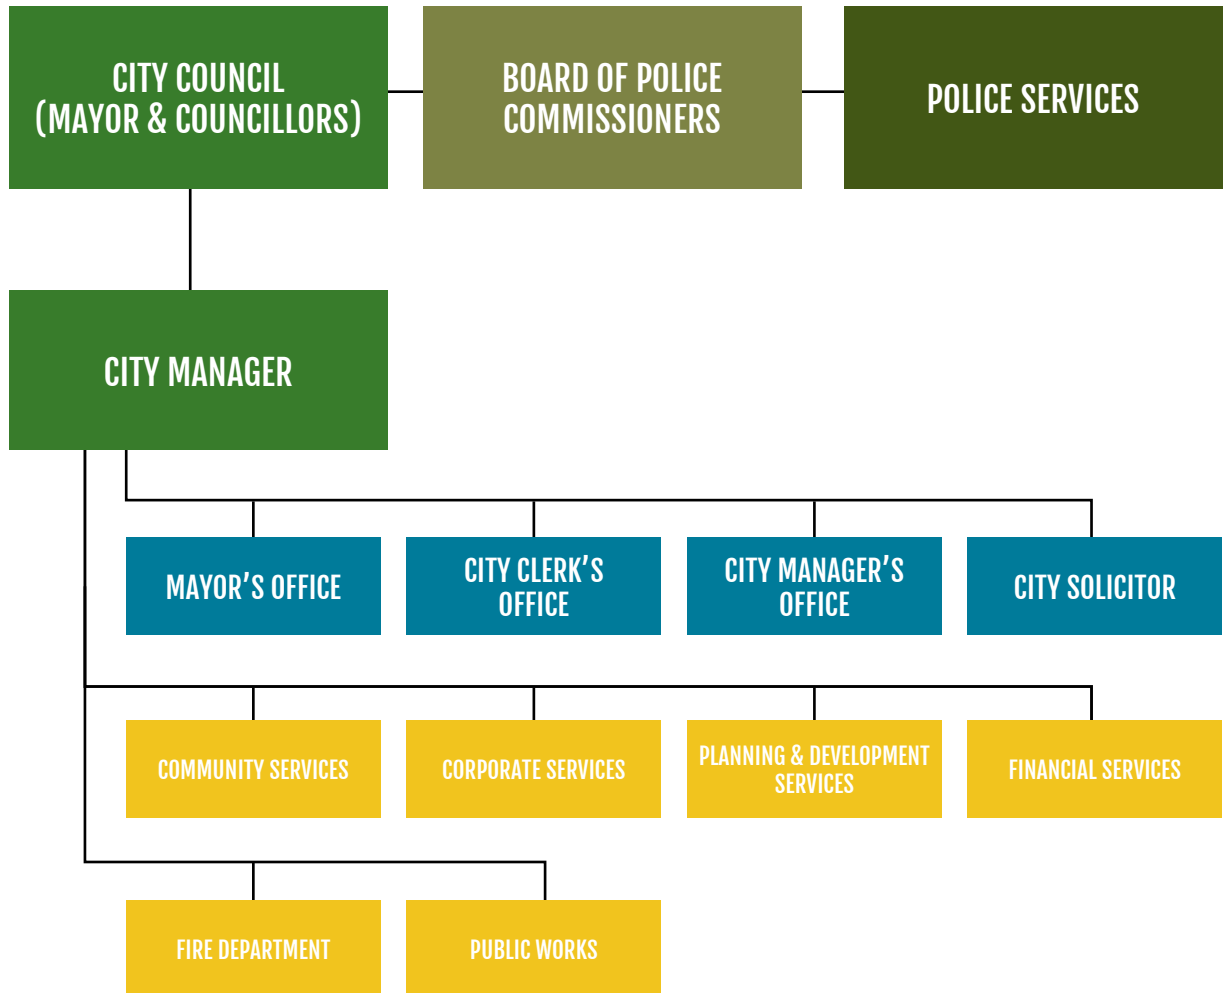 CITY COUNCIL
(MAYOR & COUNCILLORS)
BOARD OF POLICE
COMMISSIONERS
POLICE SERVICES
CITY MANAGER
MAYOR’S OFFICE
CITY CLERK’S
OFFICE
CITY MANAGER’S
OFFICE
CITY SOLICITOR
COMMUNITY SERVICES
CORPORATE SERVICES
PLANNING & DEVELOPMENT
SERVICES
FINANCIAL SERVICES
FIRE DEPARTMENT
PUBLIC WORKS